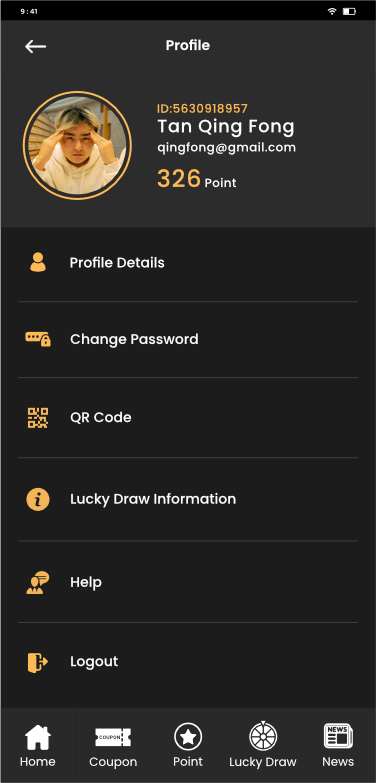 9:41
Profile
ID:5630918957
Tan Qing Fong
qingfong@gmail.com
326 Point
Profile Details
Change Password
QR Code
Lucky Draw Information
Help
Logout
COUPON
NEWS
Home
Coupon
Point
Lucky Draw
News